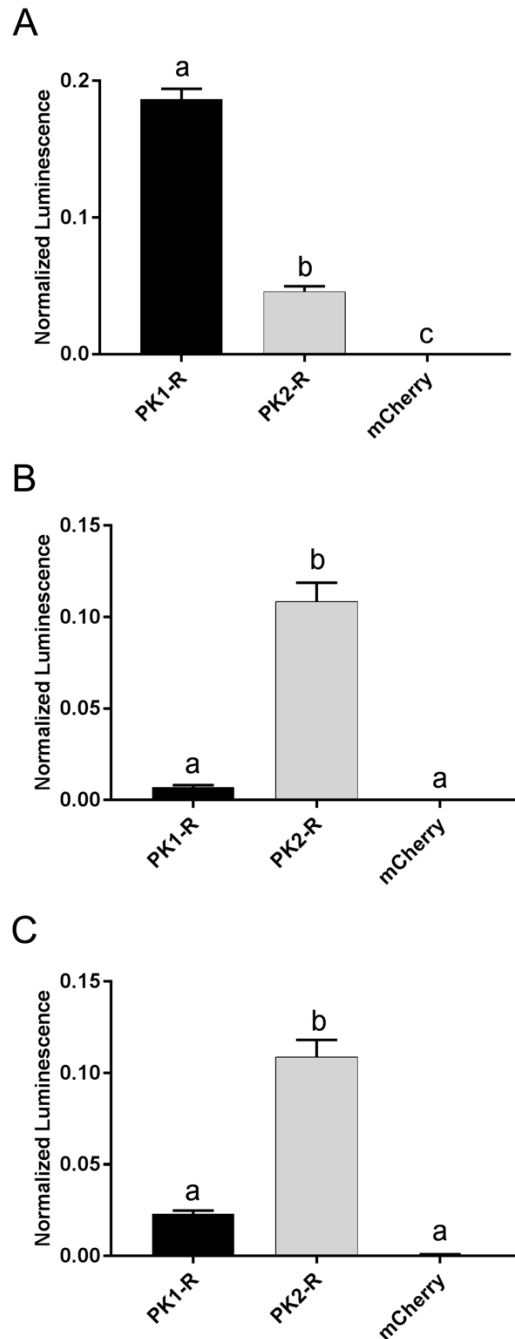 A
Normalized Luminescence
0.2
0.1
0.0
a
b
c
PK1-R
PK2-R
mCherry
B
Normalized Luminescence
0.15
0.10
0.05
0.00
a
b
a
PK1-R
PK2-R
mCherry
C
Normalized Luminescence
0.15
0.10
0.05
0.00
a
b
a
PK1-R
PK2-R
mCherry